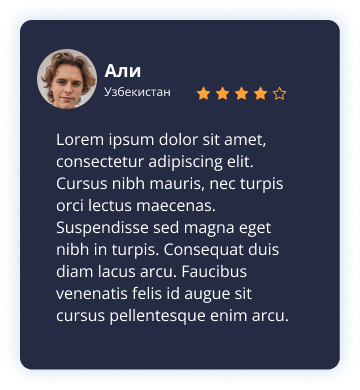 Али
Узбекистан
Lorem ipsum dolor sit amet,
consectetur adipiscing elit.
Cursus nibh mauris, nec turpis
orci lectus maecenas.
Suspendisse sed magna eget
nibh in turpis. Consequat duis
diam lacus arcu. Faucibus
venenatis felis id augue sit
cursus pellentesque enim arcu.